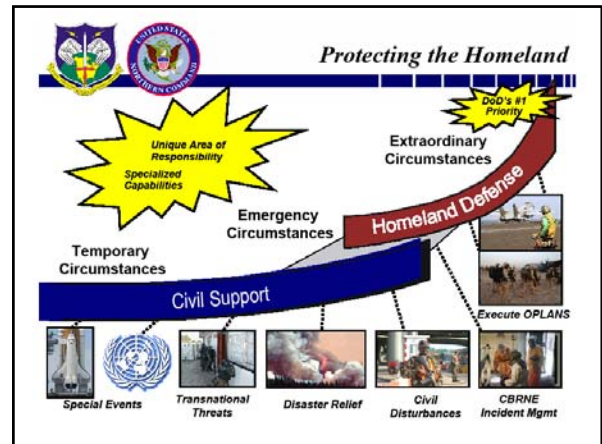 UNITED STATES
NORTHERN COMMAND
Protecting the Homeland
DoD's #1
Priority
Unique Area of
Responsibility
Specialized
Capabilities
Extraordinary
Circumstances
Emergency
Circumstances
Homeland Defense
Temporary
Circumstances
Civil Support
Execute OPLANS
Special Events
Transnational
Threats
Disaster Relief
Civil
Disturbances
CBRNE
Incident Mgmt